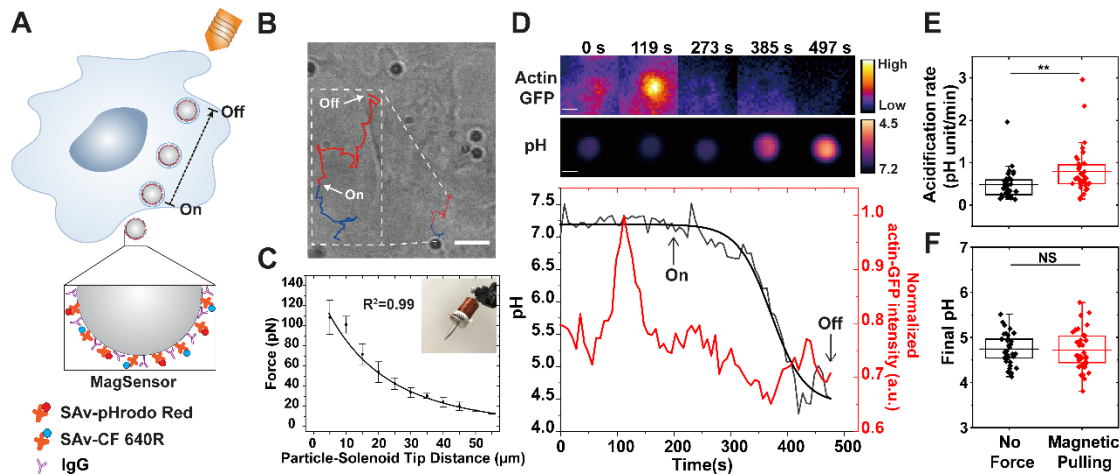 A
Off
On
MagSensor
SAv-pHrodo Red
SAv-CF 640R
IgG
B
Off
On
C
R²=0.99
Force (pN)
140
120
100
80
60
40
20
0
0 10 20 30 40 50
Particle-Solenoid Tip Distance (μm)
D
0 s 119 s 273 s 385 s 497 s
Actin
GFP
High
Low
pH
4.5
7.2
pH
7.5
7.0
6.5
6.0
5.5
5.0
4.5
4.0
On
Off
1.0
0.9
0.8
0.7
0.6
Normalized
actin-GFP intensity (a.u.)
0 100 200 300 400 500
Time(s)
E
Acidification rate
(pH unit/min)
3
2
1
0
**
F
Final pH
7
6
5
4
3
NS
No
Force
Magnetic
Pulling